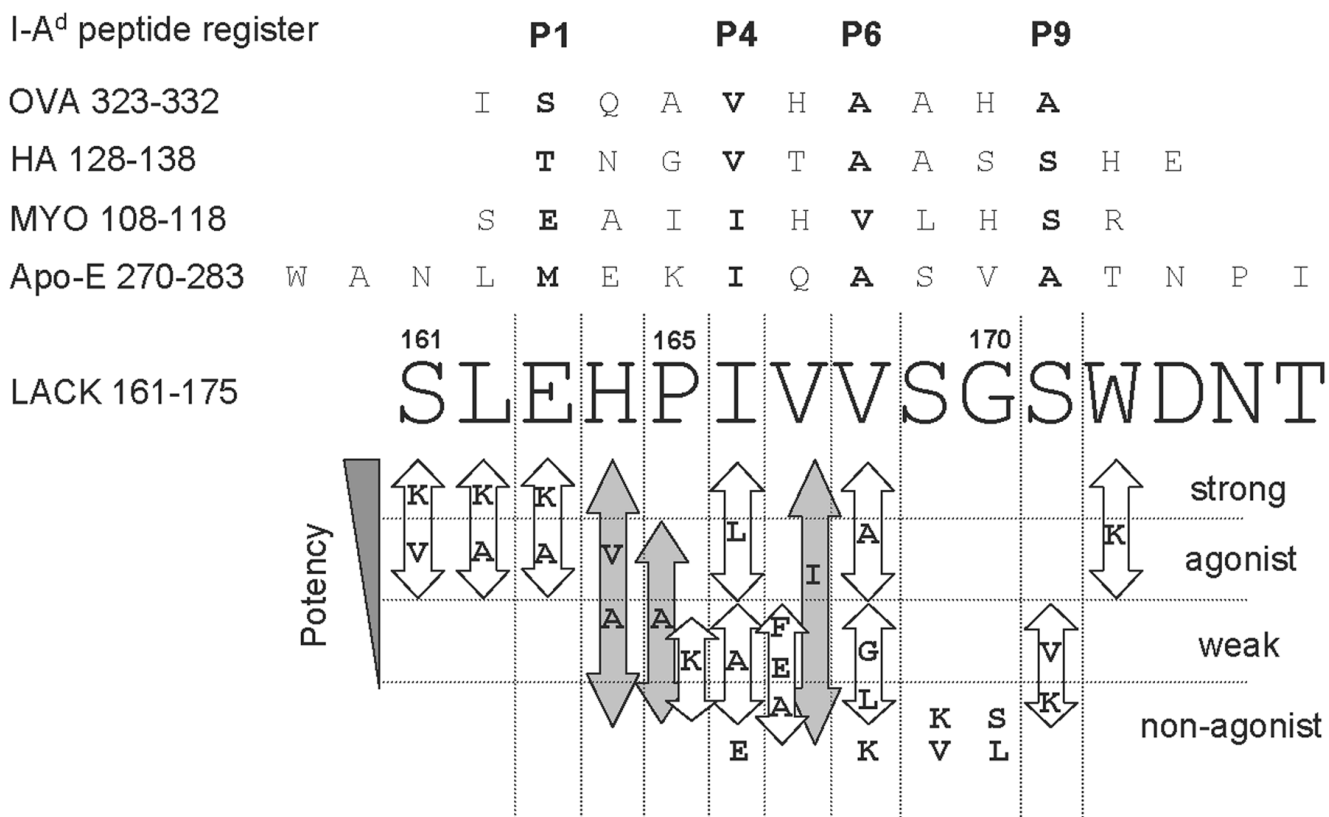 I-Aᵈ peptide register P1 P4 P6 P9
OVA 323-332 I S Q A V H A A H A
HA 128-138 T N G V T A A S S H E
MYO 108-118 S E A I I H V L H S R
Apo-E 270-283 W A N L M E K I Q A S V A T N P I
161 165 170
LACK 161-175 S L E H P I V V S G S W D N T
K K K strong
V A A V L A K agonist
I
A A K A F E A G L V K weak
Potency
K S non-agonist
E K V L